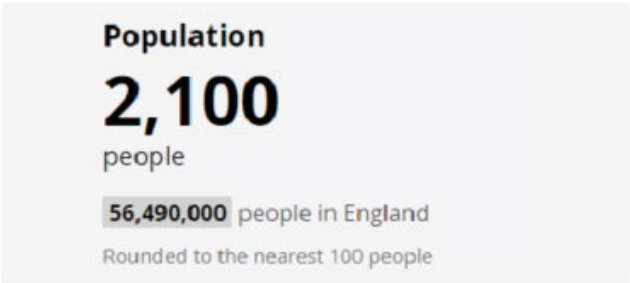 Population
2,100
people
56,490,000 people in England
Rounded to the nearest 100 people